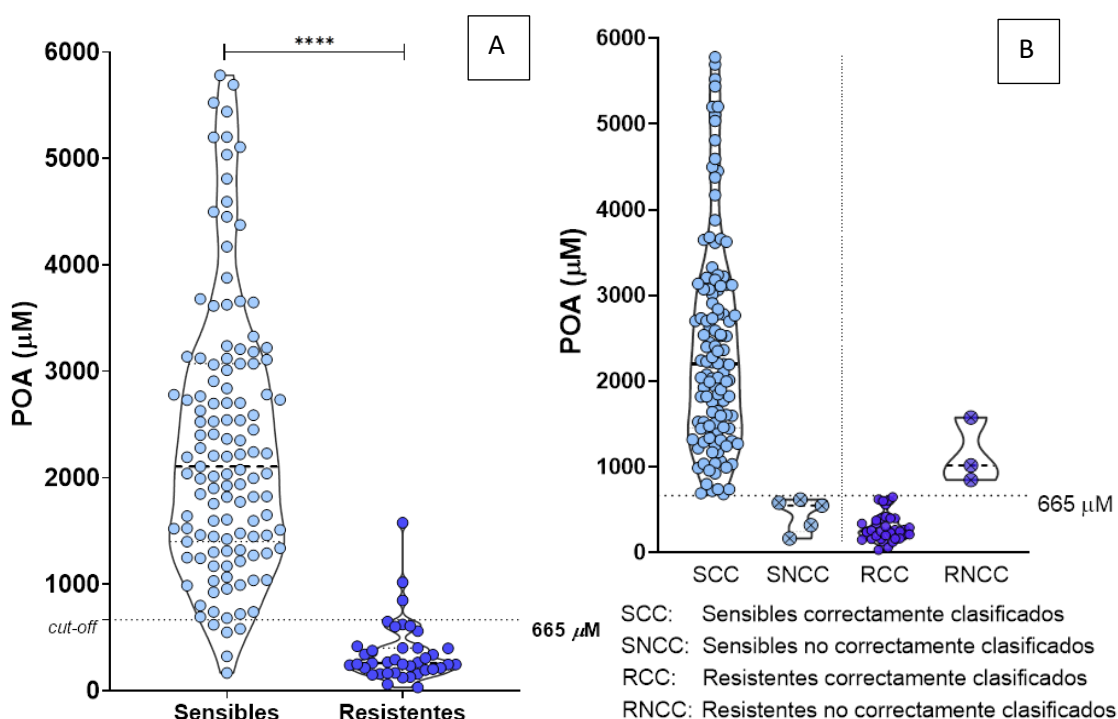 A
****
6000
5000
4000
3000
2000
1000
0
POA (µM)
cut-off
665 µM
Sensibles
Resistentes
B
6000
5000
4000
3000
2000
1000
0
POA (µM)
665 µM
SCC
SNCC
RCC
RNCC
SCC: Sensibles correctamente clasificados
SNCC: Sensibles no correctamente clasificados
RCC: Resistentes correctamente clasificados
RNCC: Resistentes no correctamente clasificados